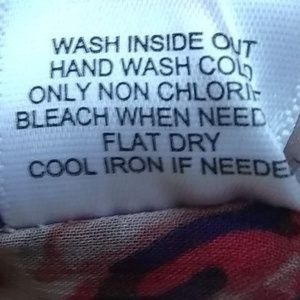 WASH INSIDE OUT
HAND WASH COLD
ONLY NON CHLORI
BLEACH WHEN NEED
FLAT DRY
COOL IRON IF NEEDE